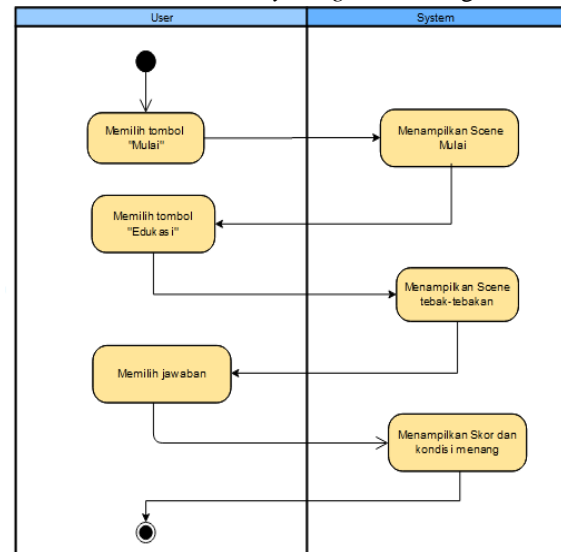 User
System
Memilih tombol
"Mulai"
Menampilkan Scene
Mulai
Memilih tombol
"Edukasi"
Menampilkan Scene
tebak-tebakan
Memilih jawaban
Menampilkan Skor dan
kondisi menang